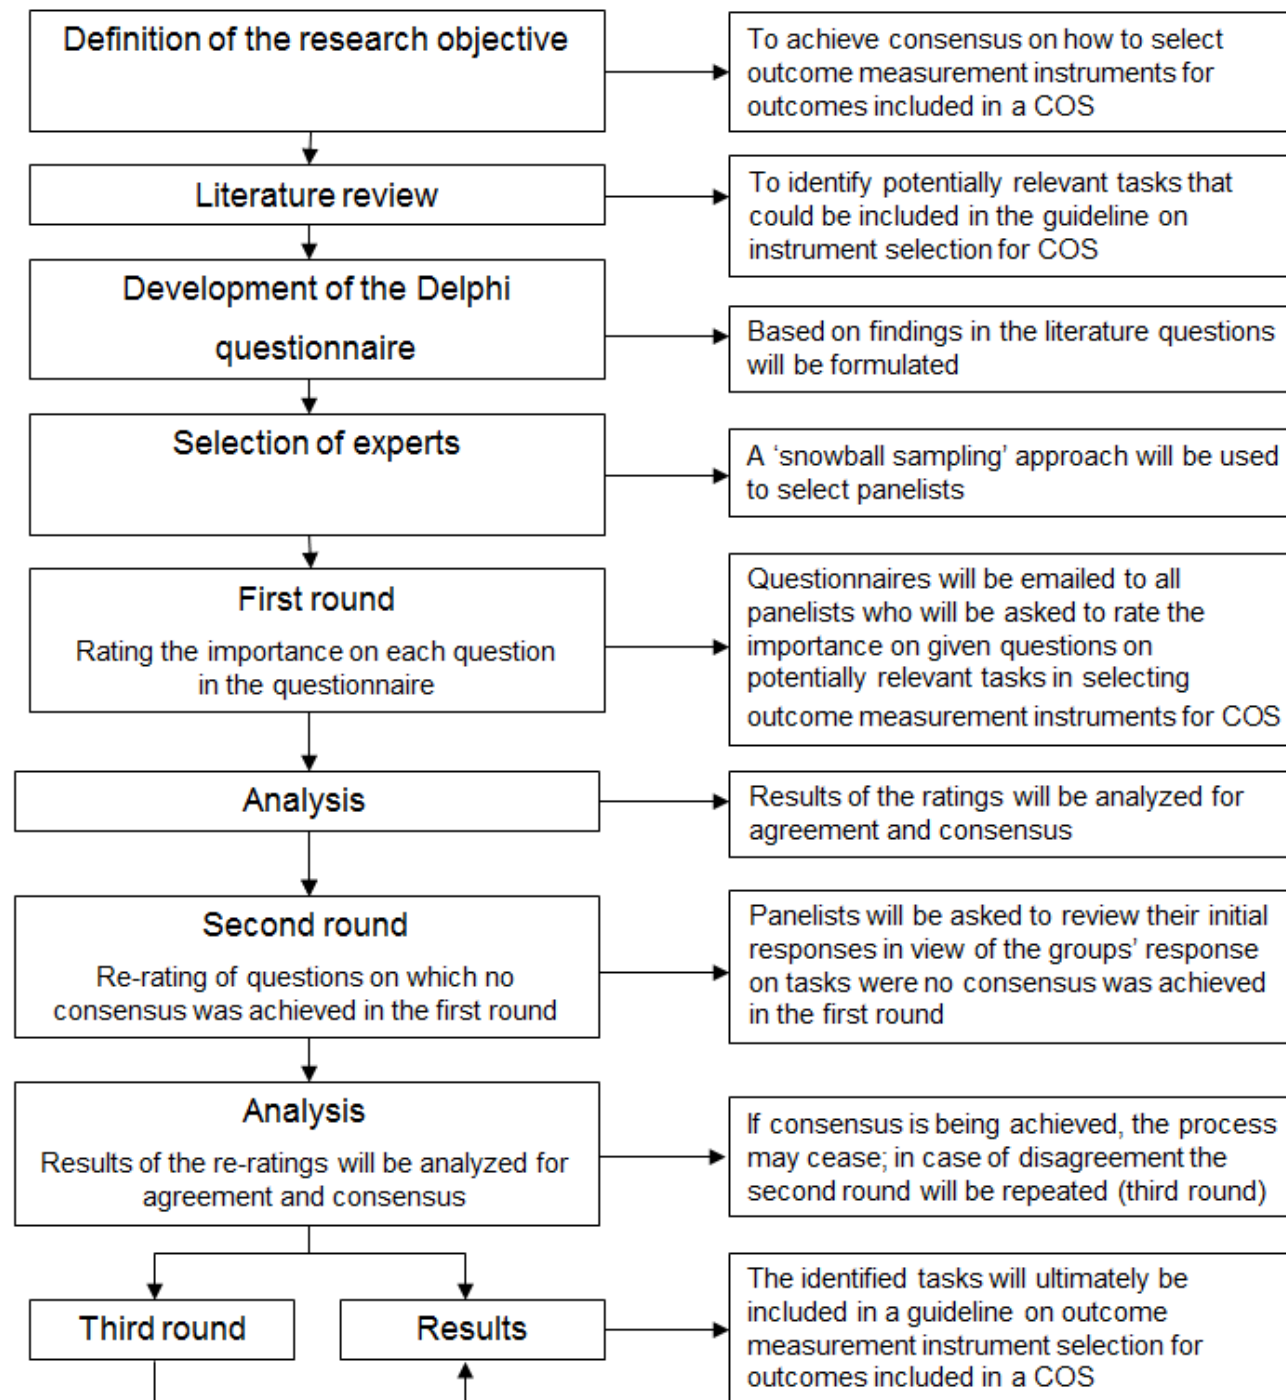 Definition of the research objective
To achieve consensus on how to select
outcome measurement instruments for
outcomes included in a COS
Literature review
To identify potentially relevant tasks that
could be included in the guideline on
instrument selection for COS
Development of the Delphi
questionnaire
Based on findings in the literature questions
will be formulated
Selection of experts
A ‘snowball sampling’ approach will be used
to select panelists
First round
Rating the importance on each question
in the questionnaire
Questionnaires will be emailed to all
panelists who will be asked to rate the
importance on given questions on
potentially relevant tasks in selecting
outcome measurement instruments for COS
Analysis
Results of the ratings will be analyzed for
agreement and consensus
Second round
Re-rating of questions on which no
consensus was achieved in the first round
Panelists will be asked to review their initial
responses in view of the groups’ response
on tasks were no consensus was achieved
in the first round
Analysis
Results of the re-ratings will be analyzed for
agreement and consensus
If consensus is being achieved, the process
may cease; in case of disagreement the
second round will be repeated (third round)
Third round
Results
The identified tasks will ultimately be
included in a guideline on outcome
measurement instrument selection for
outcomes included in a COS